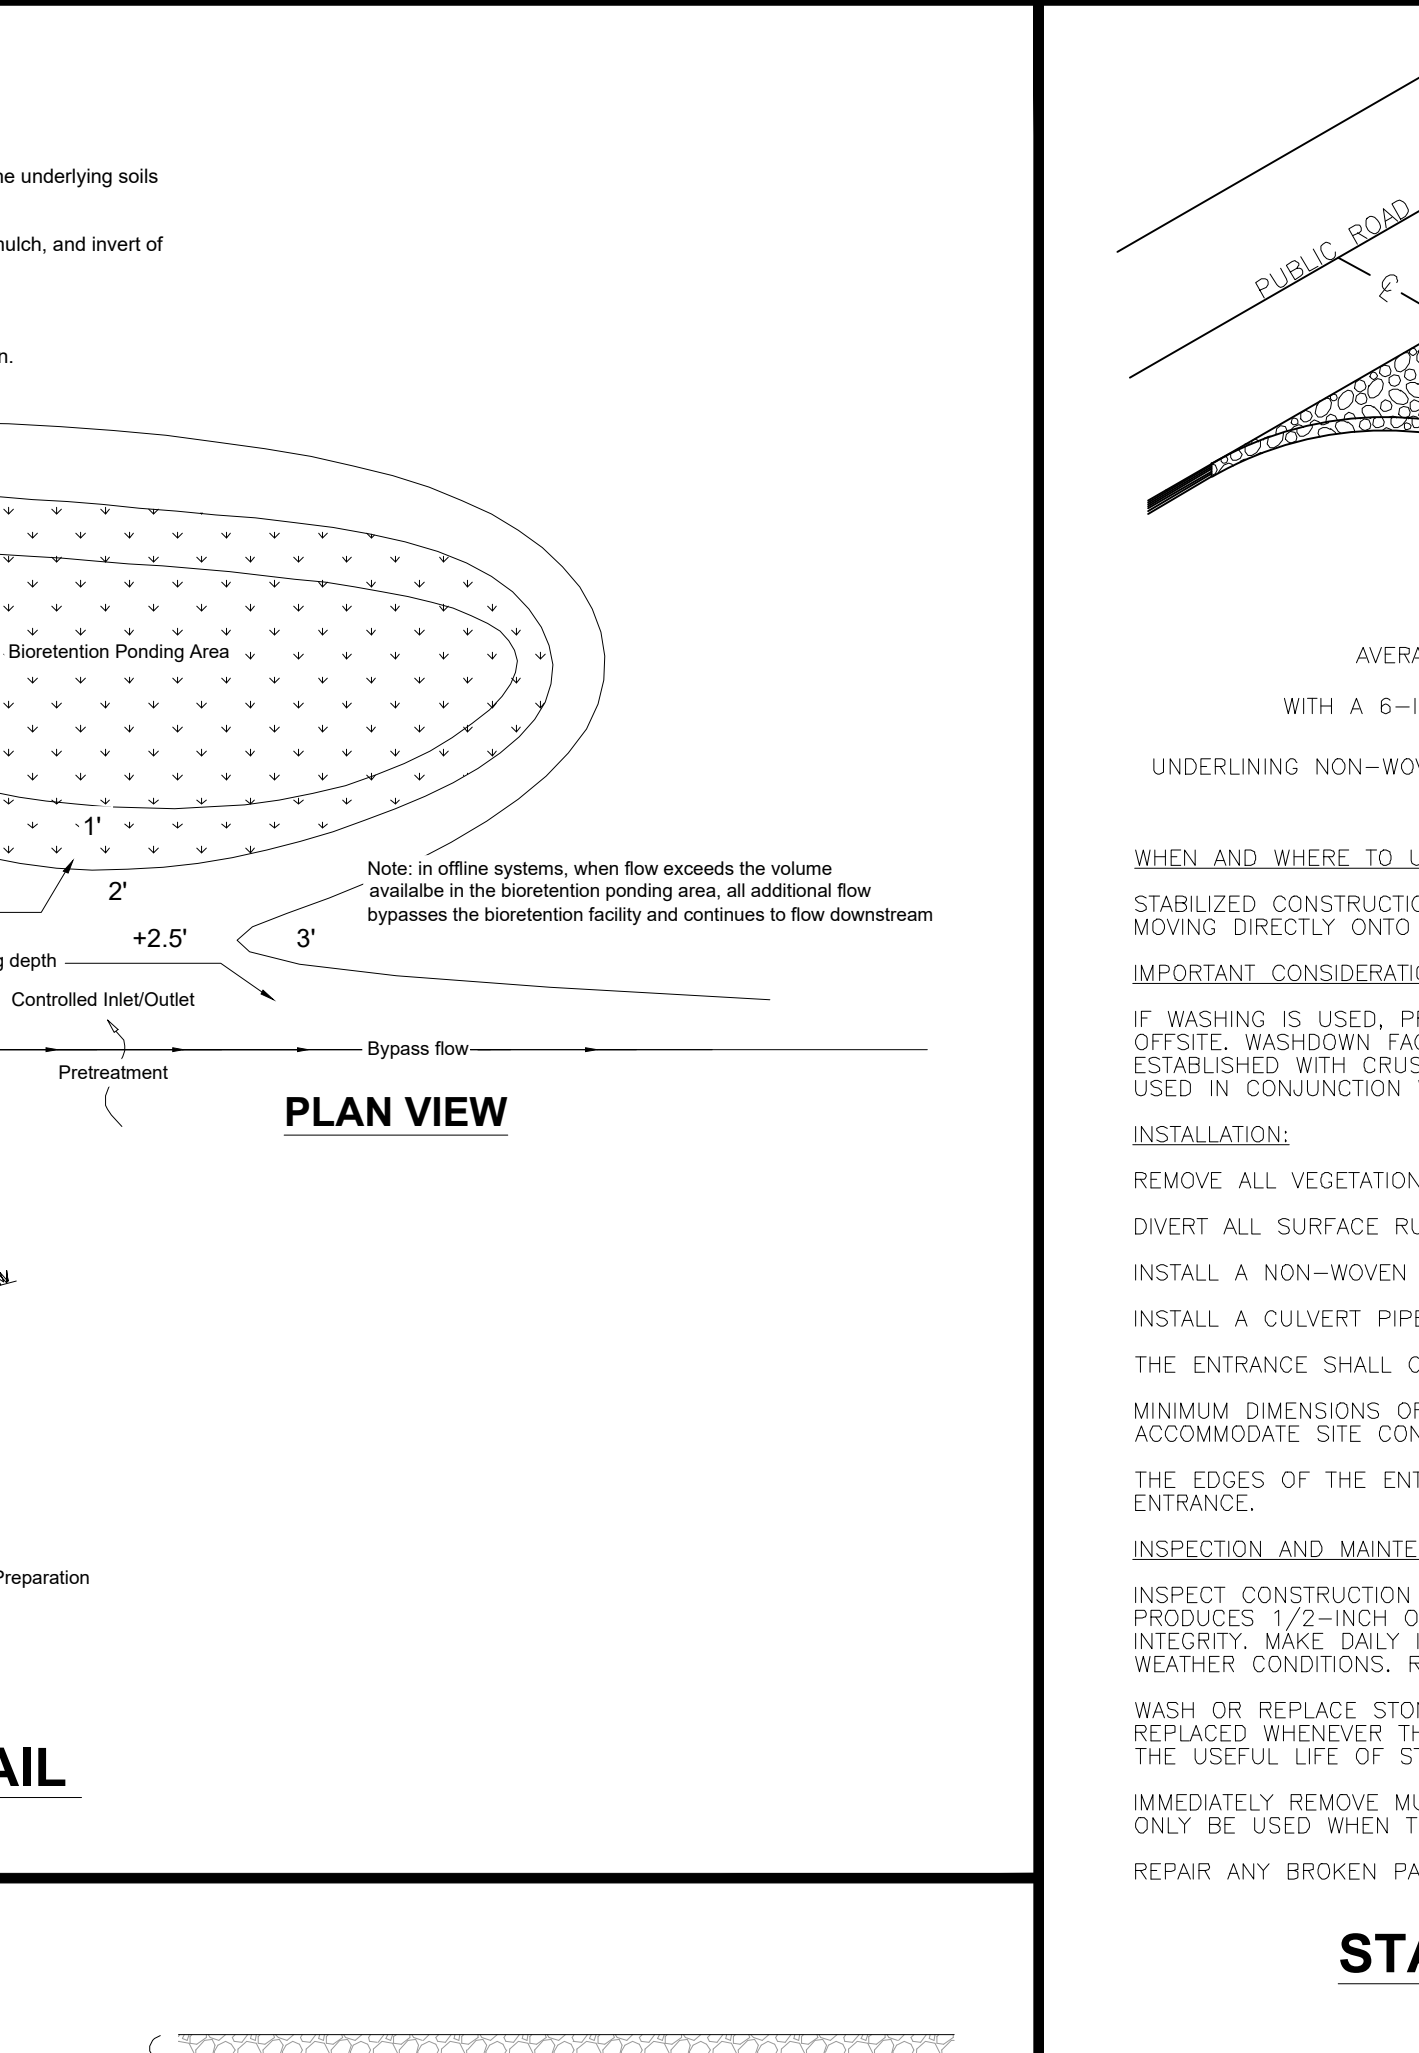 he underlying soils
mulch, and invert of
n.
Bioretention Ponding Area
1'
2'
Note: in offline systems, when flow exceeds the volume
availalbe in the bioretention ponding area, all additional flow
bypasses the bioretention facility and continues to flow downstream
+2.5'
3'
g depth
Controlled Inlet/Outlet
Bypass flow
Pretreatment
PLAN VIEW
Preparation
AIL
PUBLIC ROAD
AVERA
WITH A 6-I
UNDERLINING NON-WOV
WHEN AND WHERE TO U
STABILIZED CONSTRUCTIO
MOVING DIRECTLY ONTO
IMPORTANT CONSIDERATIO
IF WASHING IS USED, PR
OFFSITE. WASHDOWN FAC
ESTABLISHED WITH CRUS
USED IN CONJUNCTION
INSTALLATION:
REMOVE ALL VEGETATION
DIVERT ALL SURFACE RU
INSTALL A NON-WOVEN
INSTALL A CULVERT PIPE
THE ENTRANCE SHALL
MINIMUM DIMENSIONS OF
ACCOMMODATE SITE CON
THE EDGES OF THE ENT
ENTRANCE.
INSPECTION AND MAINTE
INSPECT CONSTRUCTION
PRODUCES 1/2-INCH O
INTEGRITY. MAKE DAILY I
WEATHER CONDITIONS. R
WASH OR REPLACE STON
REPLACED WHENEVER TH
THE USEFUL LIFE OF ST
IMMEDIATELY REMOVE MU
ONLY BE USED WHEN T
REPAIR ANY BROKEN PA
STA